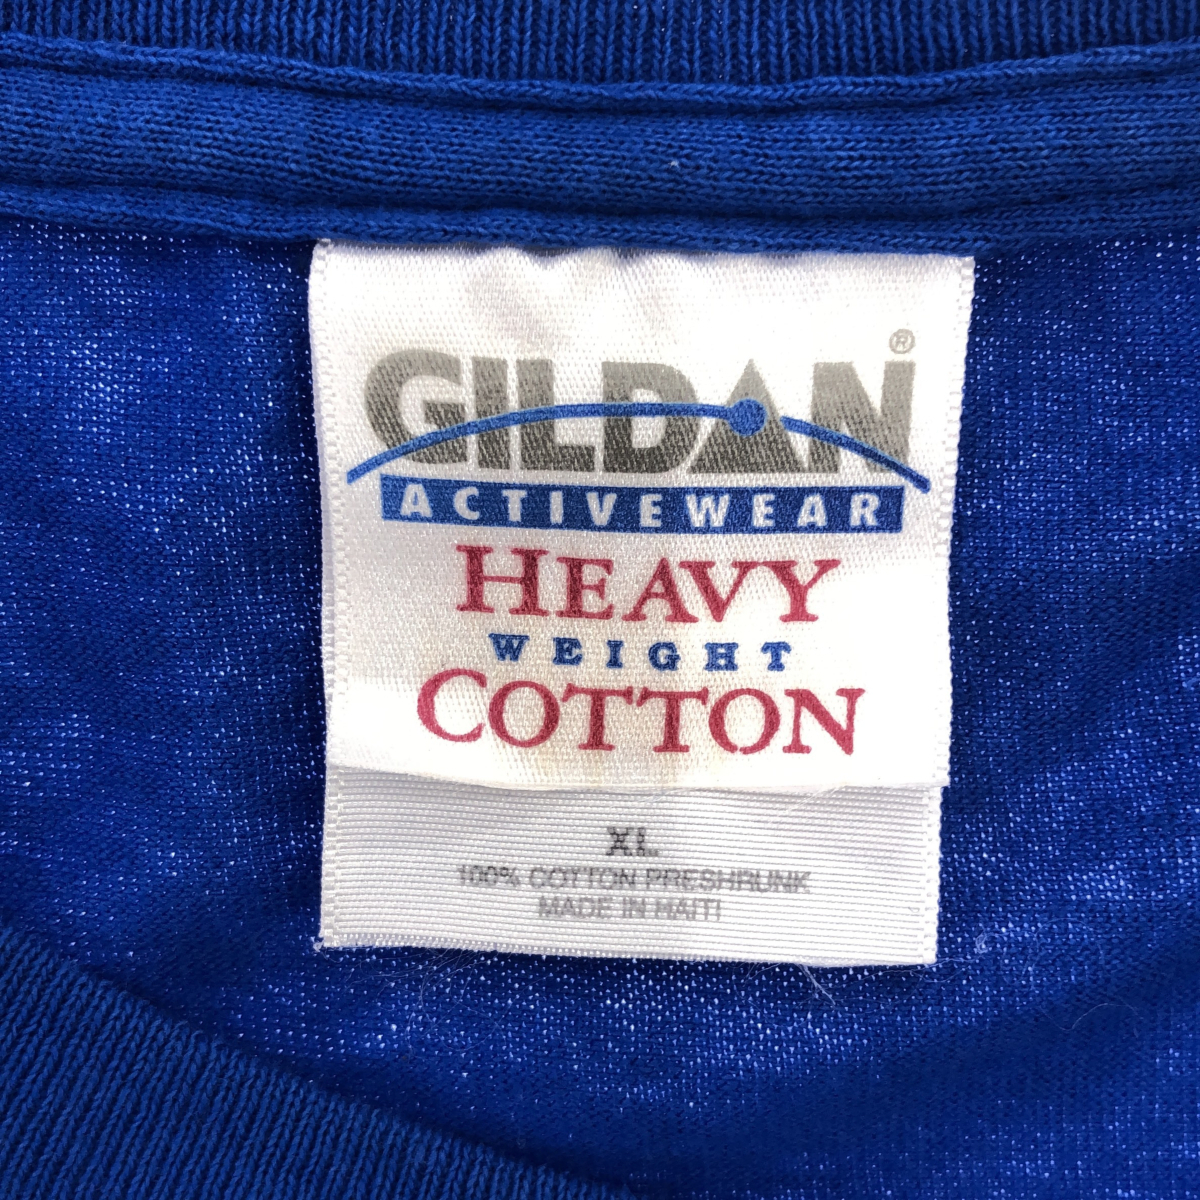 GILDAN®
ACTIVEWEAR
HEAVY
WEIGHT
COTTON
XL
100% COTTON PRESHRUNK
MADE IN HAITI